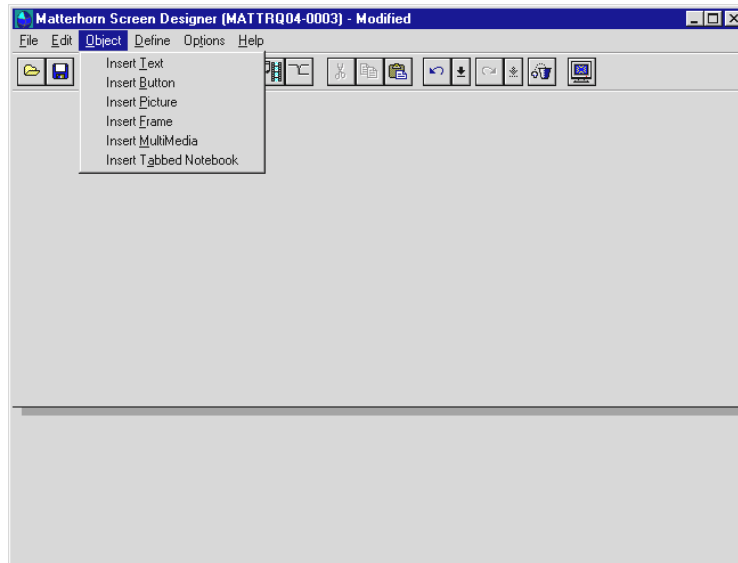 Matterhorn Screen Designer (MATTRQ04-0003) - Modified
File Edit Object Define Options Help
Insert Text
Insert Button
Insert Picture
Insert Frame
Insert MultiMedia
Insert Tabbed Notebook